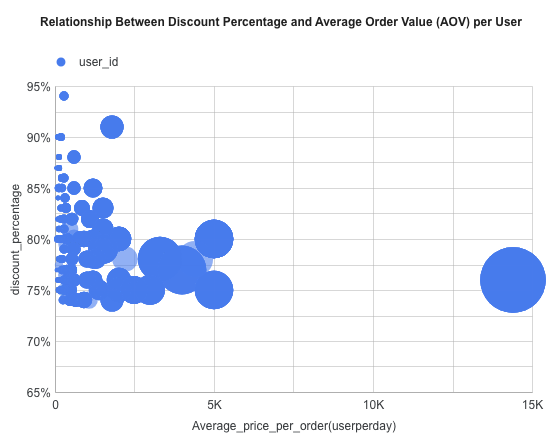 Relationship Between Discount Percentage and Average Order Value (AOV) per User
user_id
95%
90%
85%
80%
75%
70%
65%
discount_percentage
0 5K 10K 15K
Average_price_per_order(userperday)